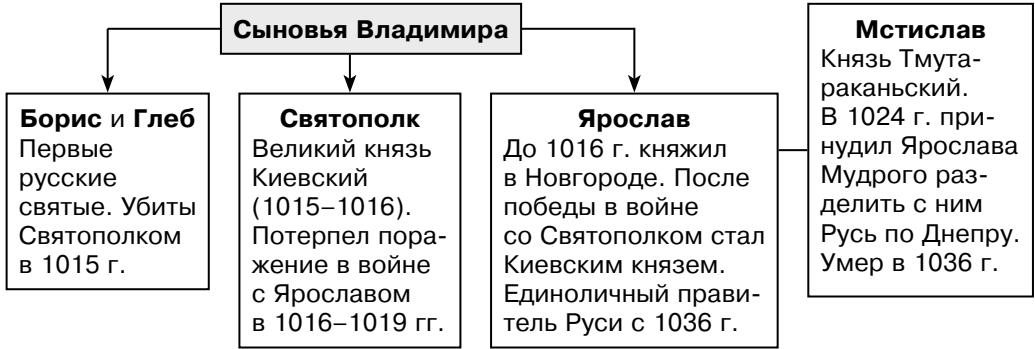 Сыновья Владимира
Борис и Глеб
Первые
русские
святые. Убиты
Святополком
в 1015 г.
Святополк
Великий князь
Киевский
(1015–1016).
Потерпел пора-
жение в войне
с Ярославом
в 1016–1019 гг.
Ярослав
До 1016 г. княжил
в Новгороде. После
победы в войне
со Святополком стал
Киевским князем.
Единоличный прави-
тель Руси с 1036 г.
Мстислав
Князь Тмута-
раканьский.
В 1024 г. при-
нудил Ярослава
Мудрого раз-
делить с ним
Русь по Днепру.
Умер в 1036 г.